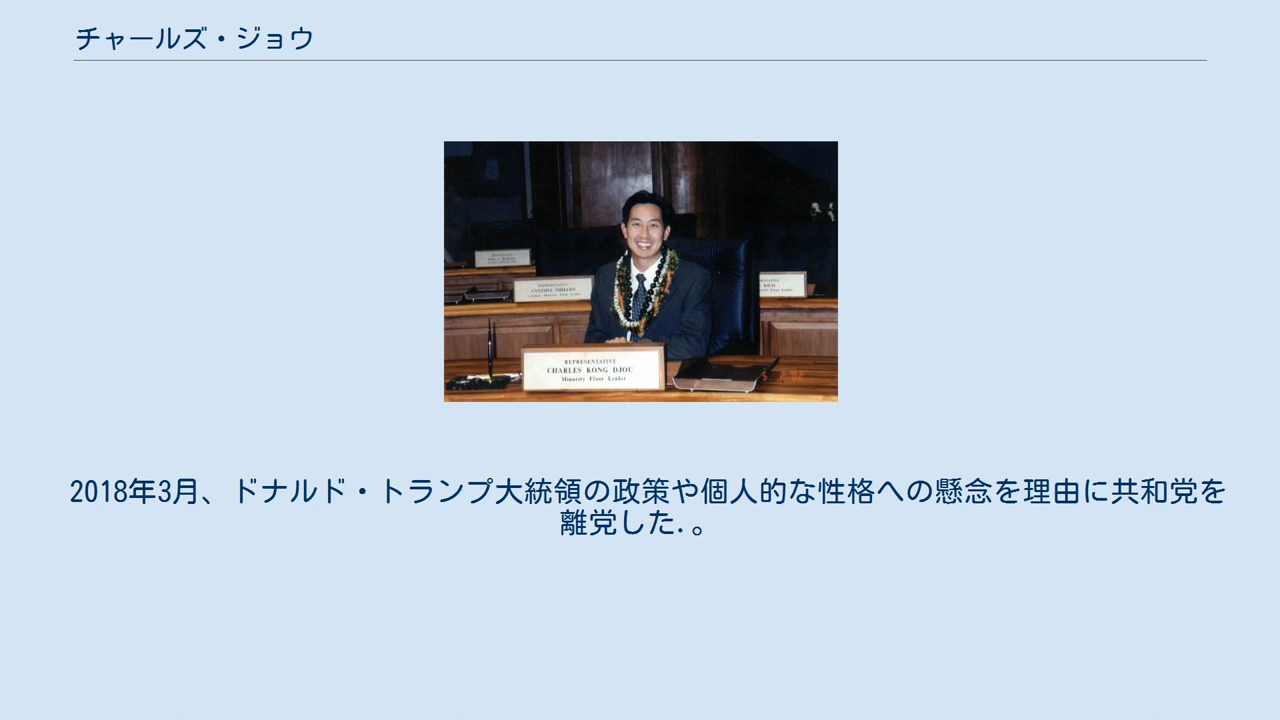 チャールズ・ジョウ
REPRESENTATIVE
CYNTHIA THIELEN
REPRESENTATIVE
CHARLES KONG DJOU
Minority Floor Leader
2018年3月、ドナルド・トランプ大統領の政策や個人的な性格への懸念を理由に共和党を
離党した.。